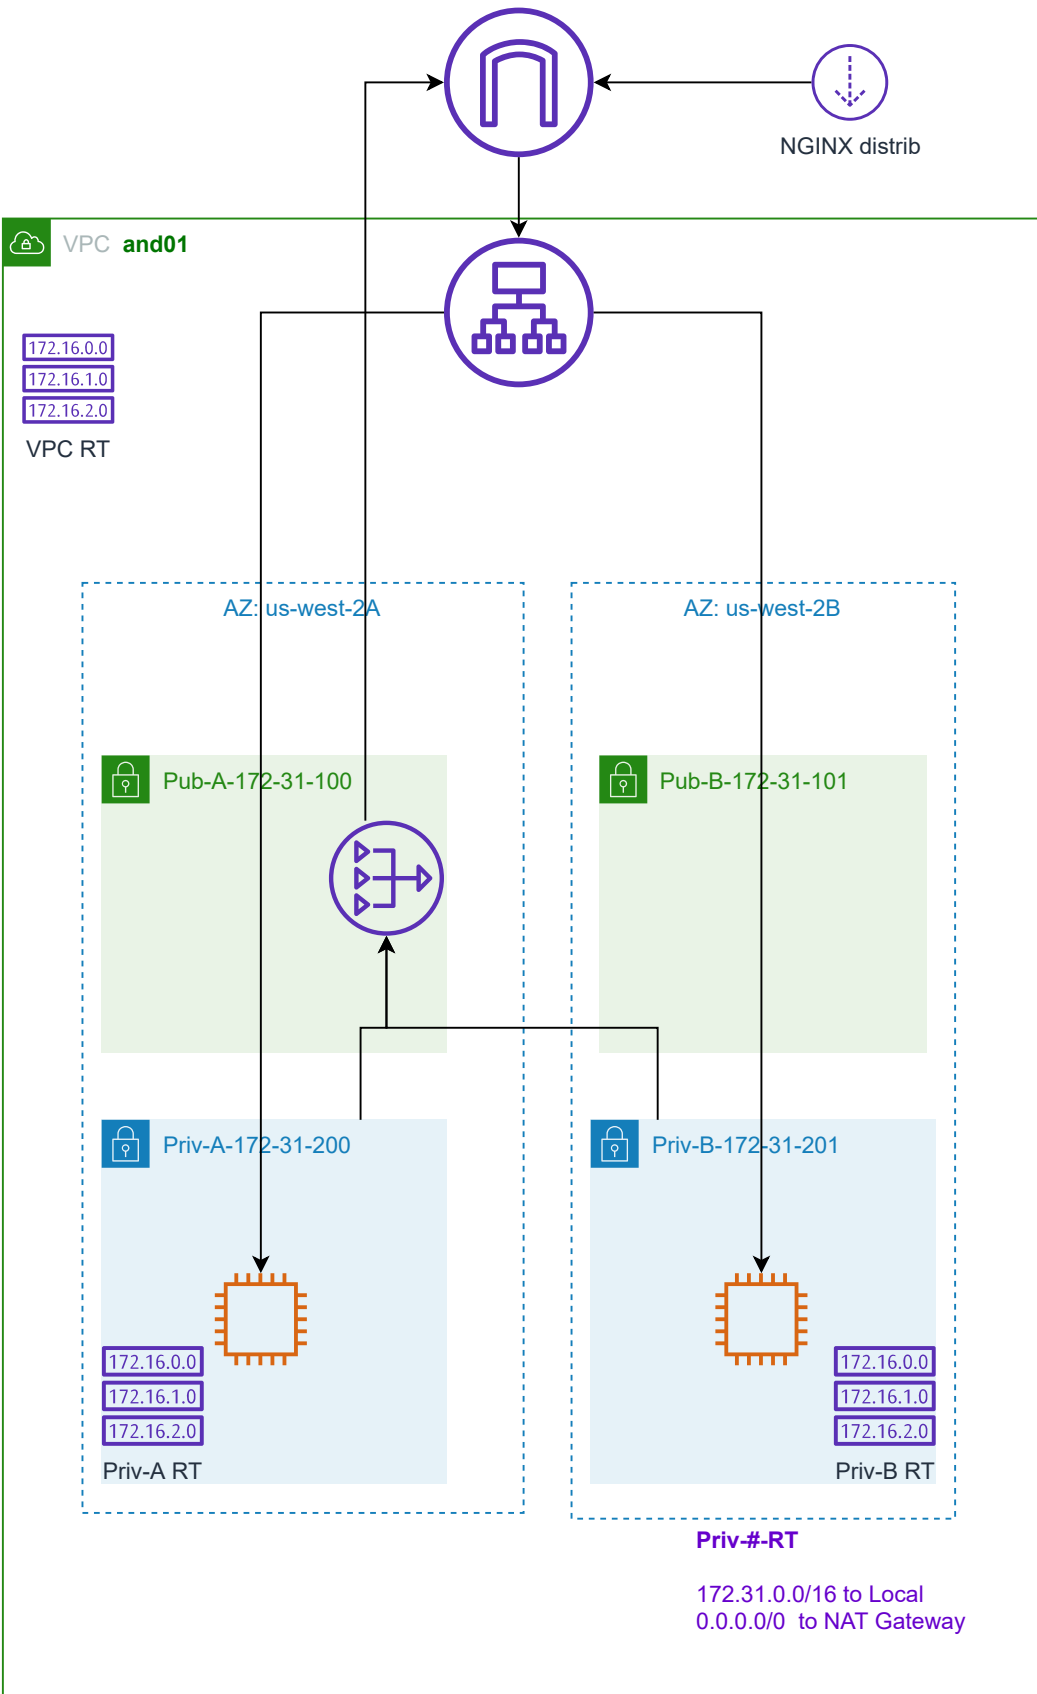 NGINX distrib
VPC and01
172.16.0.0
172.16.1.0
172.16.2.0
VPC RT
AZ: us-west-2A
AZ: us-west-2B
Pub-A-172-31-100
Pub-B-172-31-101
Priv-A-172-31-200
Priv-B-172-31-201
172.16.0.0
172.16.1.0
172.16.2.0
Priv-A RT
172.16.0.0
172.16.1.0
172.16.2.0
Priv-B RT
Priv-#-RT
172.31.0.0/16 to Local
0.0.0.0/0  to NAT Gateway